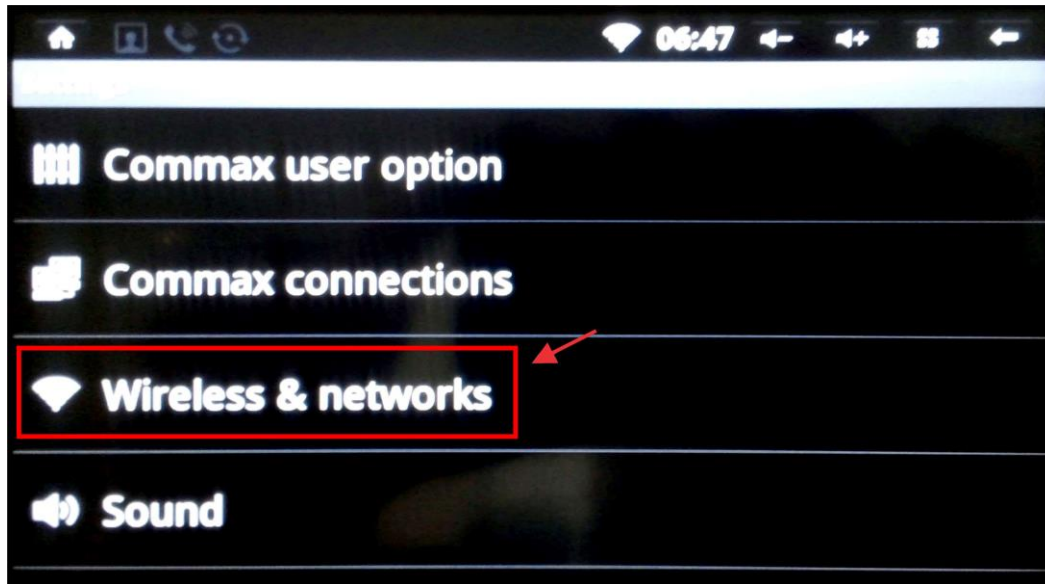 06:47
Commax user option
Commax connections
Wireless & networks
Sound